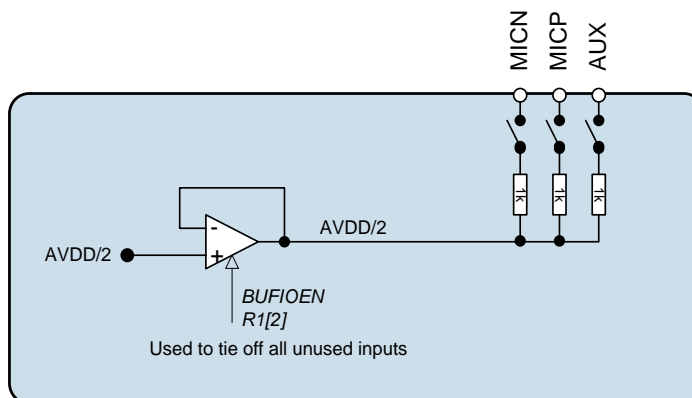 MICN MICP AUX
1k 1k 1k
AVDD/2
AVDD/2
-
+
BUFIOEN
R1[2]
Used to tie off all unused inputs